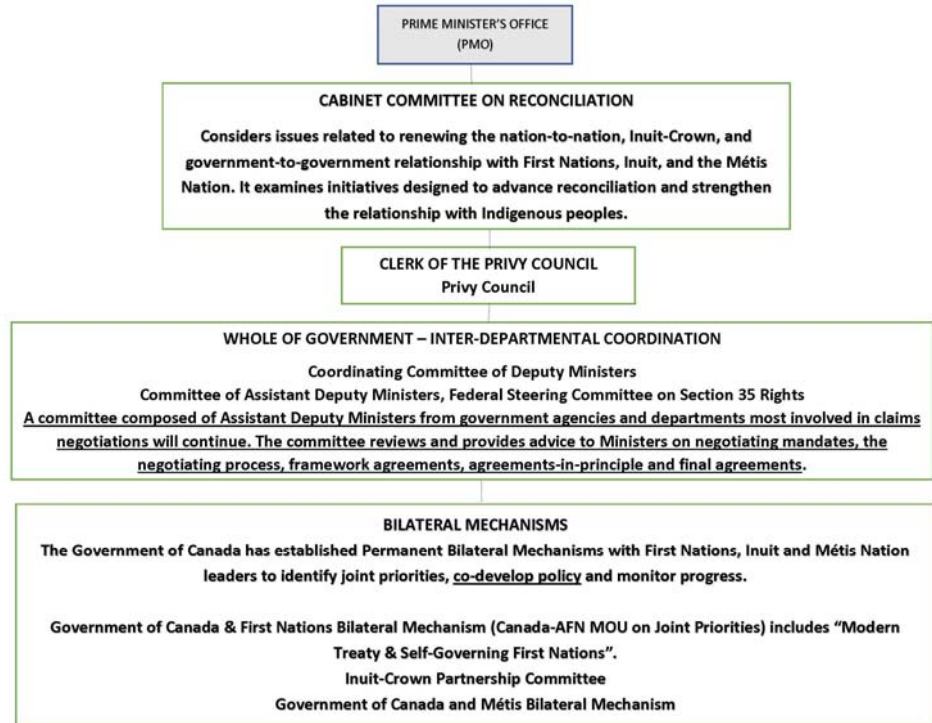 PRIME MINISTER'S OFFICE
(PMO)
CABINET COMMITTEE ON RECONCILIATION
Considers issues related to renewing the nation-to-nation, Inuit-Crown, and
government-to-government relationship with First Nations, Inuit, and the Métis
Nation. It examines initiatives designed to advance reconciliation and strengthen
the relationship with Indigenous peoples.
CLERK OF THE PRIVY COUNCIL
Privy Council
WHOLE OF GOVERNMENT – INTER-DEPARTMENTAL COORDINATION
Coordinating Committee of Deputy Ministers
Committee of Assistant Deputy Ministers, Federal Steering Committee on Section 35 Rights
A committee composed of Assistant Deputy Ministers from government agencies and departments most involved in claims
negotiations will continue. The committee reviews and provides advice to Ministers on negotiating mandates, the
negotiating process, framework agreements, agreements-in-principle and final agreements.
BILATERAL MECHANISMS
The Government of Canada has established Permanent Bilateral Mechanisms with First Nations, Inuit and Métis Nation
leaders to identify joint priorities, co-develop policy and monitor progress.
Government of Canada & First Nations Bilateral Mechanism (Canada-AFN MOU on Joint Priorities) includes “Modern
Treaty & Self-Governing First Nations”.
Inuit-Crown Partnership Committee
Government of Canada and Métis Bilateral Mechanism